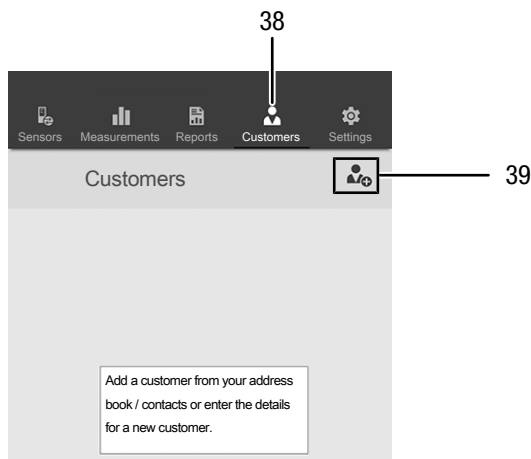 38
Sensors Measurements Reports Customers Settings
Customers
39
Add a customer from your address
book / contacts or enter the details
for a new customer.